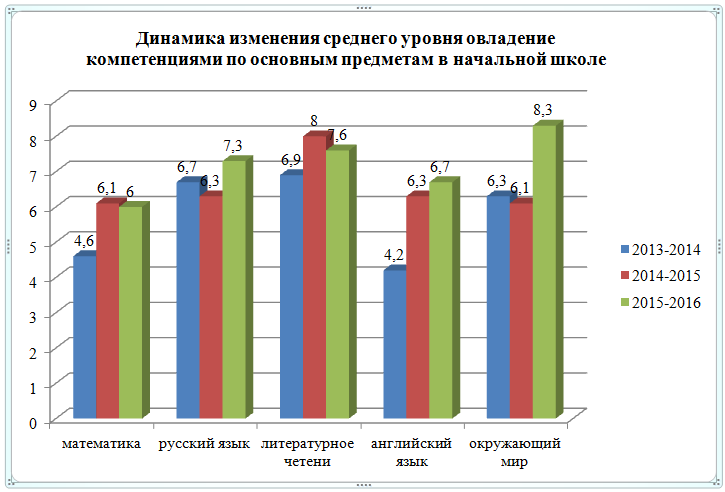 Динамика изменения среднего уровня овладение
компетенциями по основным предметам в начальной школе
9
8
7
6
5
4
3
2
1
0
4,6
6,1
6
6,7
6,3
7,3
6,9
8
7,6
4,2
6,3
6,7
6,3
6,1
8,3
математика
русский язык
литературное
четени
английский
язык
окружающий
мир
2013-2014
2014-2015
2015-2016